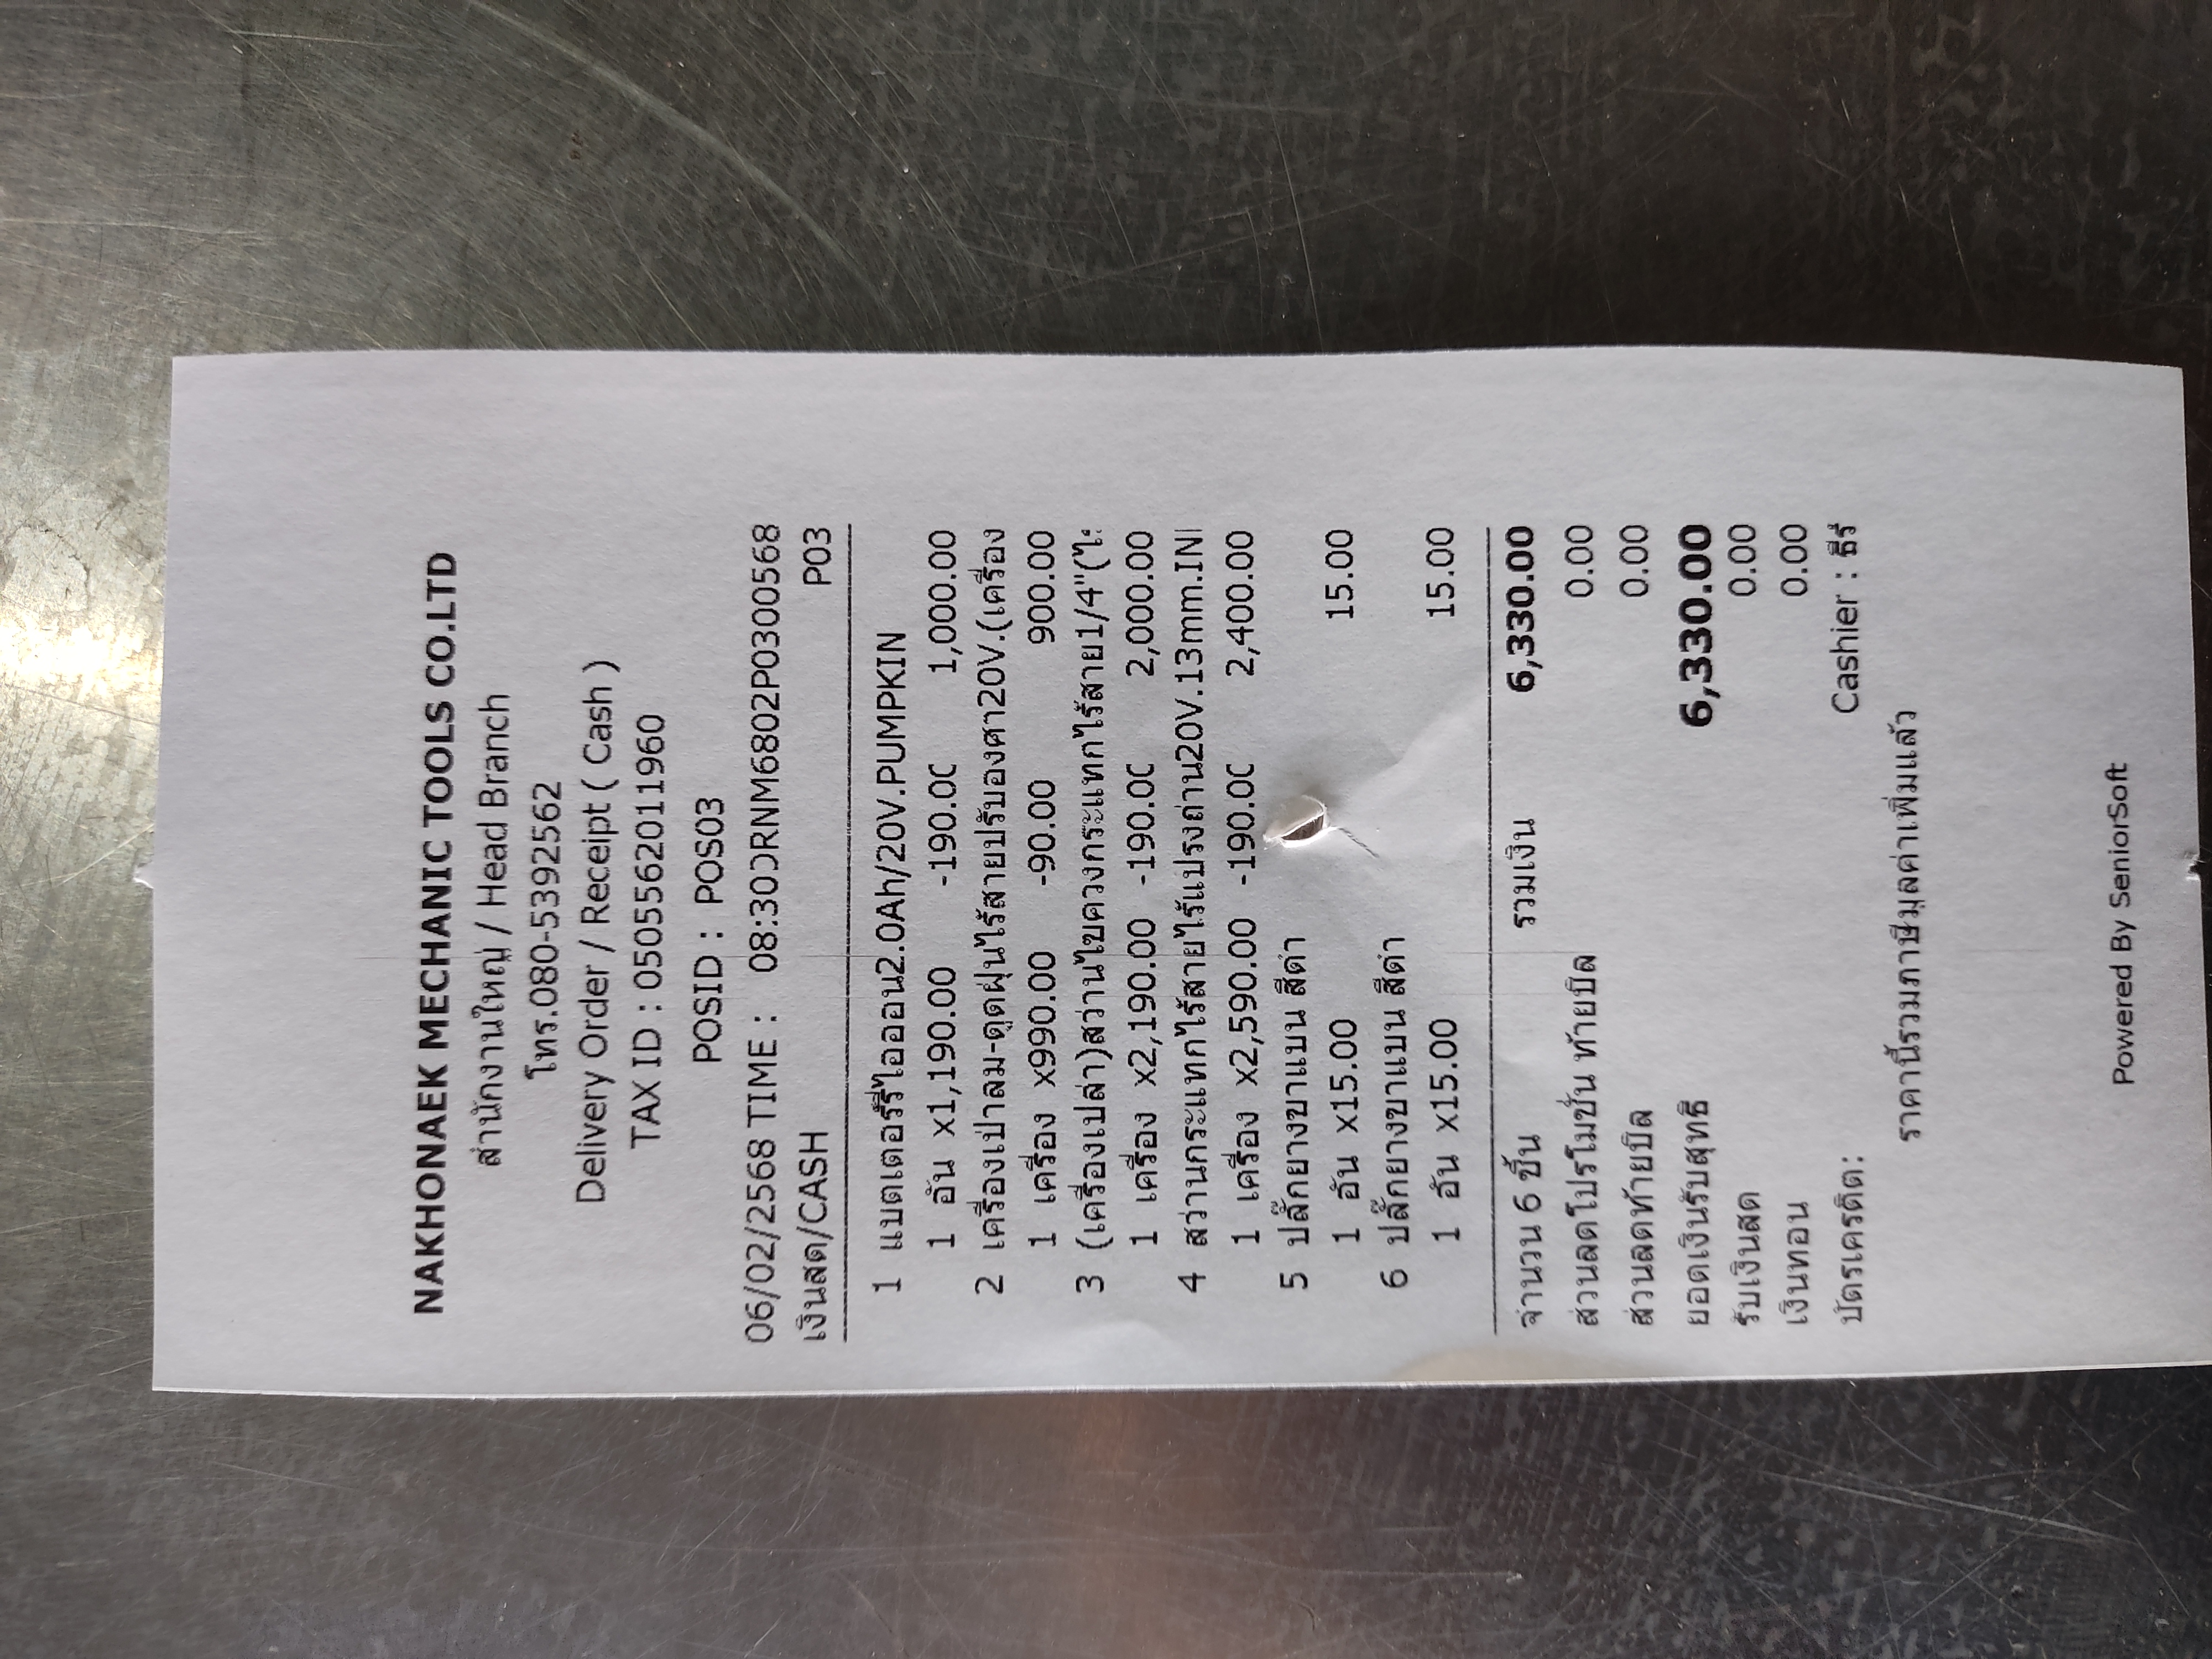 NAKHONAEK MECHANIC TOOLS CO.LTD
สำนักงานใหญ่ / Head Branch
โทร.080-5392562
Delivery Order / Receipt ( Cash )
TAX ID : 0505562011960
POSID : POS03
06/02/2568 TIME : 08:30 RNM6802P0300568
เงินสด/CASH P03
1 แบตเตอรี่ไอออน2.0Ah/20V.PUMPKIN
1 อัน x1,190.00 -190.00 1,000.00
2 เครื่องเป่าลม-ดูดฝุ่นไร้สายปรับองศา20V.(เครื่อง
1 เครื่อง x990.00 -90.00 900.00
3 (เครื่องเปล่า)สว่านไขควงกระแทกไร้สาย1/4"(ไ
1 เครื่อง x2,190.00 -190.00 2,000.00
4 สว่านกระแทกไร้สายไร้แปรงถ่าน20V.13mm.IN
1 เครื่อง x2,590.00 -190.00 2,400.00
5 ปลั๊กยางขาแบน สีดำ
1 อัน x15.00 15.00
6 ปลั๊กยางขาแบน สีดำ
1 อัน x15.00 15.00
จำนวน 6 ชิ้น รวมเงิน 6,330.00
ส่วนลดโปรโมชั่น ท้ายบิล 0.00
ส่วนลดท้ายบิล 0.00
ยอดเงินรับสุทธิ 6,330.00
รับเงินสด 0.00
เงินทอน 0.00
บัตรเครดิต: Cashier :
ราคานี้รวมภาษีมูลค่าเพิ่มแล้ว
Powered By SeniorSoft